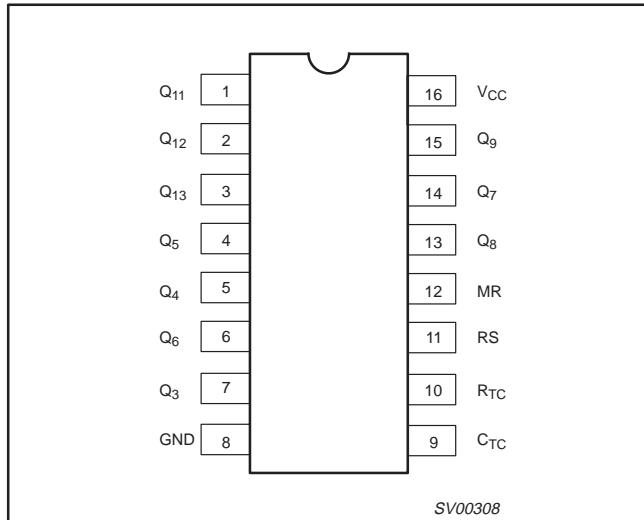 Q11 1 16 VCC
Q12 2 15 Q9
Q13 3 14 Q7
Q5 4 13 Q8
Q4 5 12 MR
Q6 6 11 RS
Q3 7 10 RTC
GND 8 9 CTC
SV00308